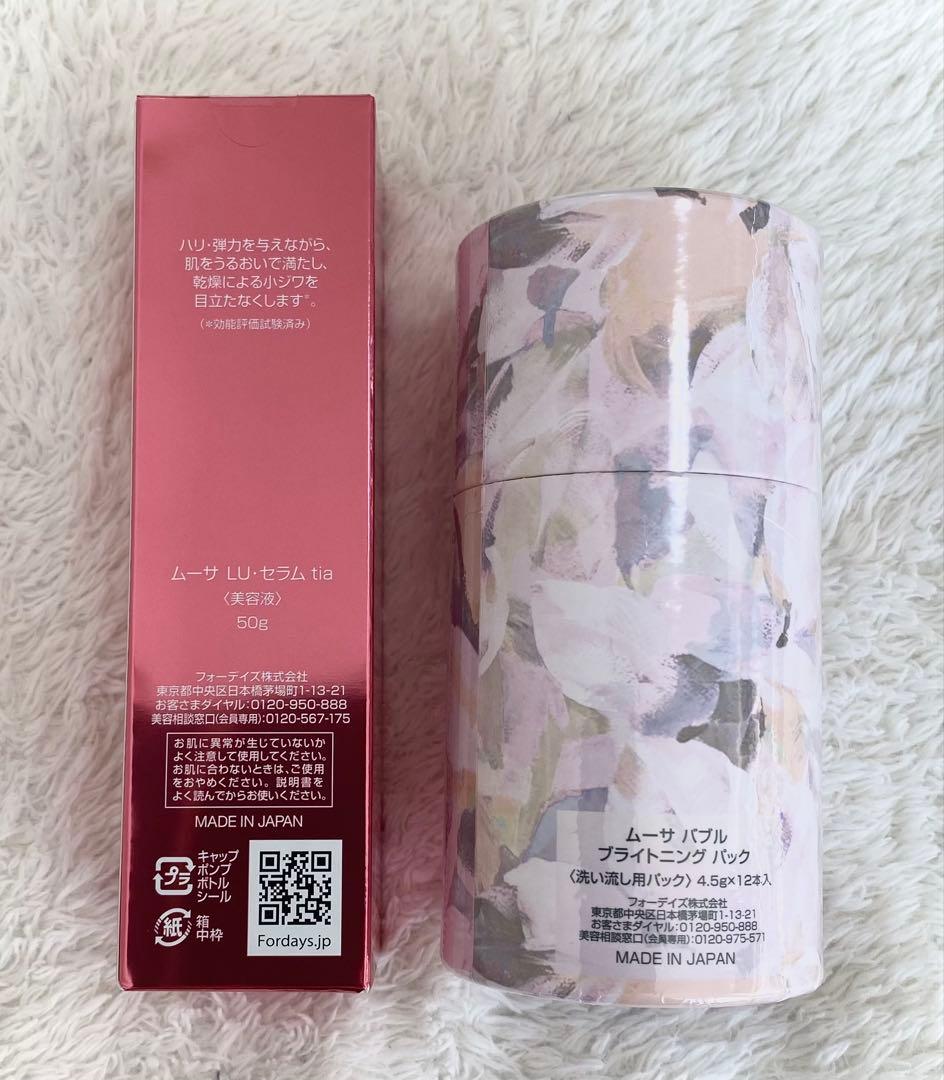 ハリ・弾力を与えながら、
肌をうるおいで満たし、
乾燥による小ジワを
目立たなくします*。
(*効能評価試験済み)
ムーサ LU・セラム tia
〈美容液〉
50g
フォーデイズ株式会社
東京都中央区日本橋茅場町1-13-21
お客さまダイヤル:0120-950-888
美容相談窓口(会員専用):0120-567-175
お肌に異常が生じていないか
よく注意して使用してください。
お肌に合わないときは、ご使用
をおやめください。説明書を
よく読んでからお使いください。
MADE IN JAPAN
プラ
キャップ
ポンプ
ボトル
シール
紙
箱
中枠
Fordays.jp
ムーサ バブル
ブライトニング パック
〈洗い流し用パック〉 4.5g×12本入
フォーデイズ株式会社
東京都中央区日本橋茅場町1-13-21
お客さまダイヤル:0120-950-888
美容相談窓口(会員専用):0120-975-571
MADE IN JAPAN